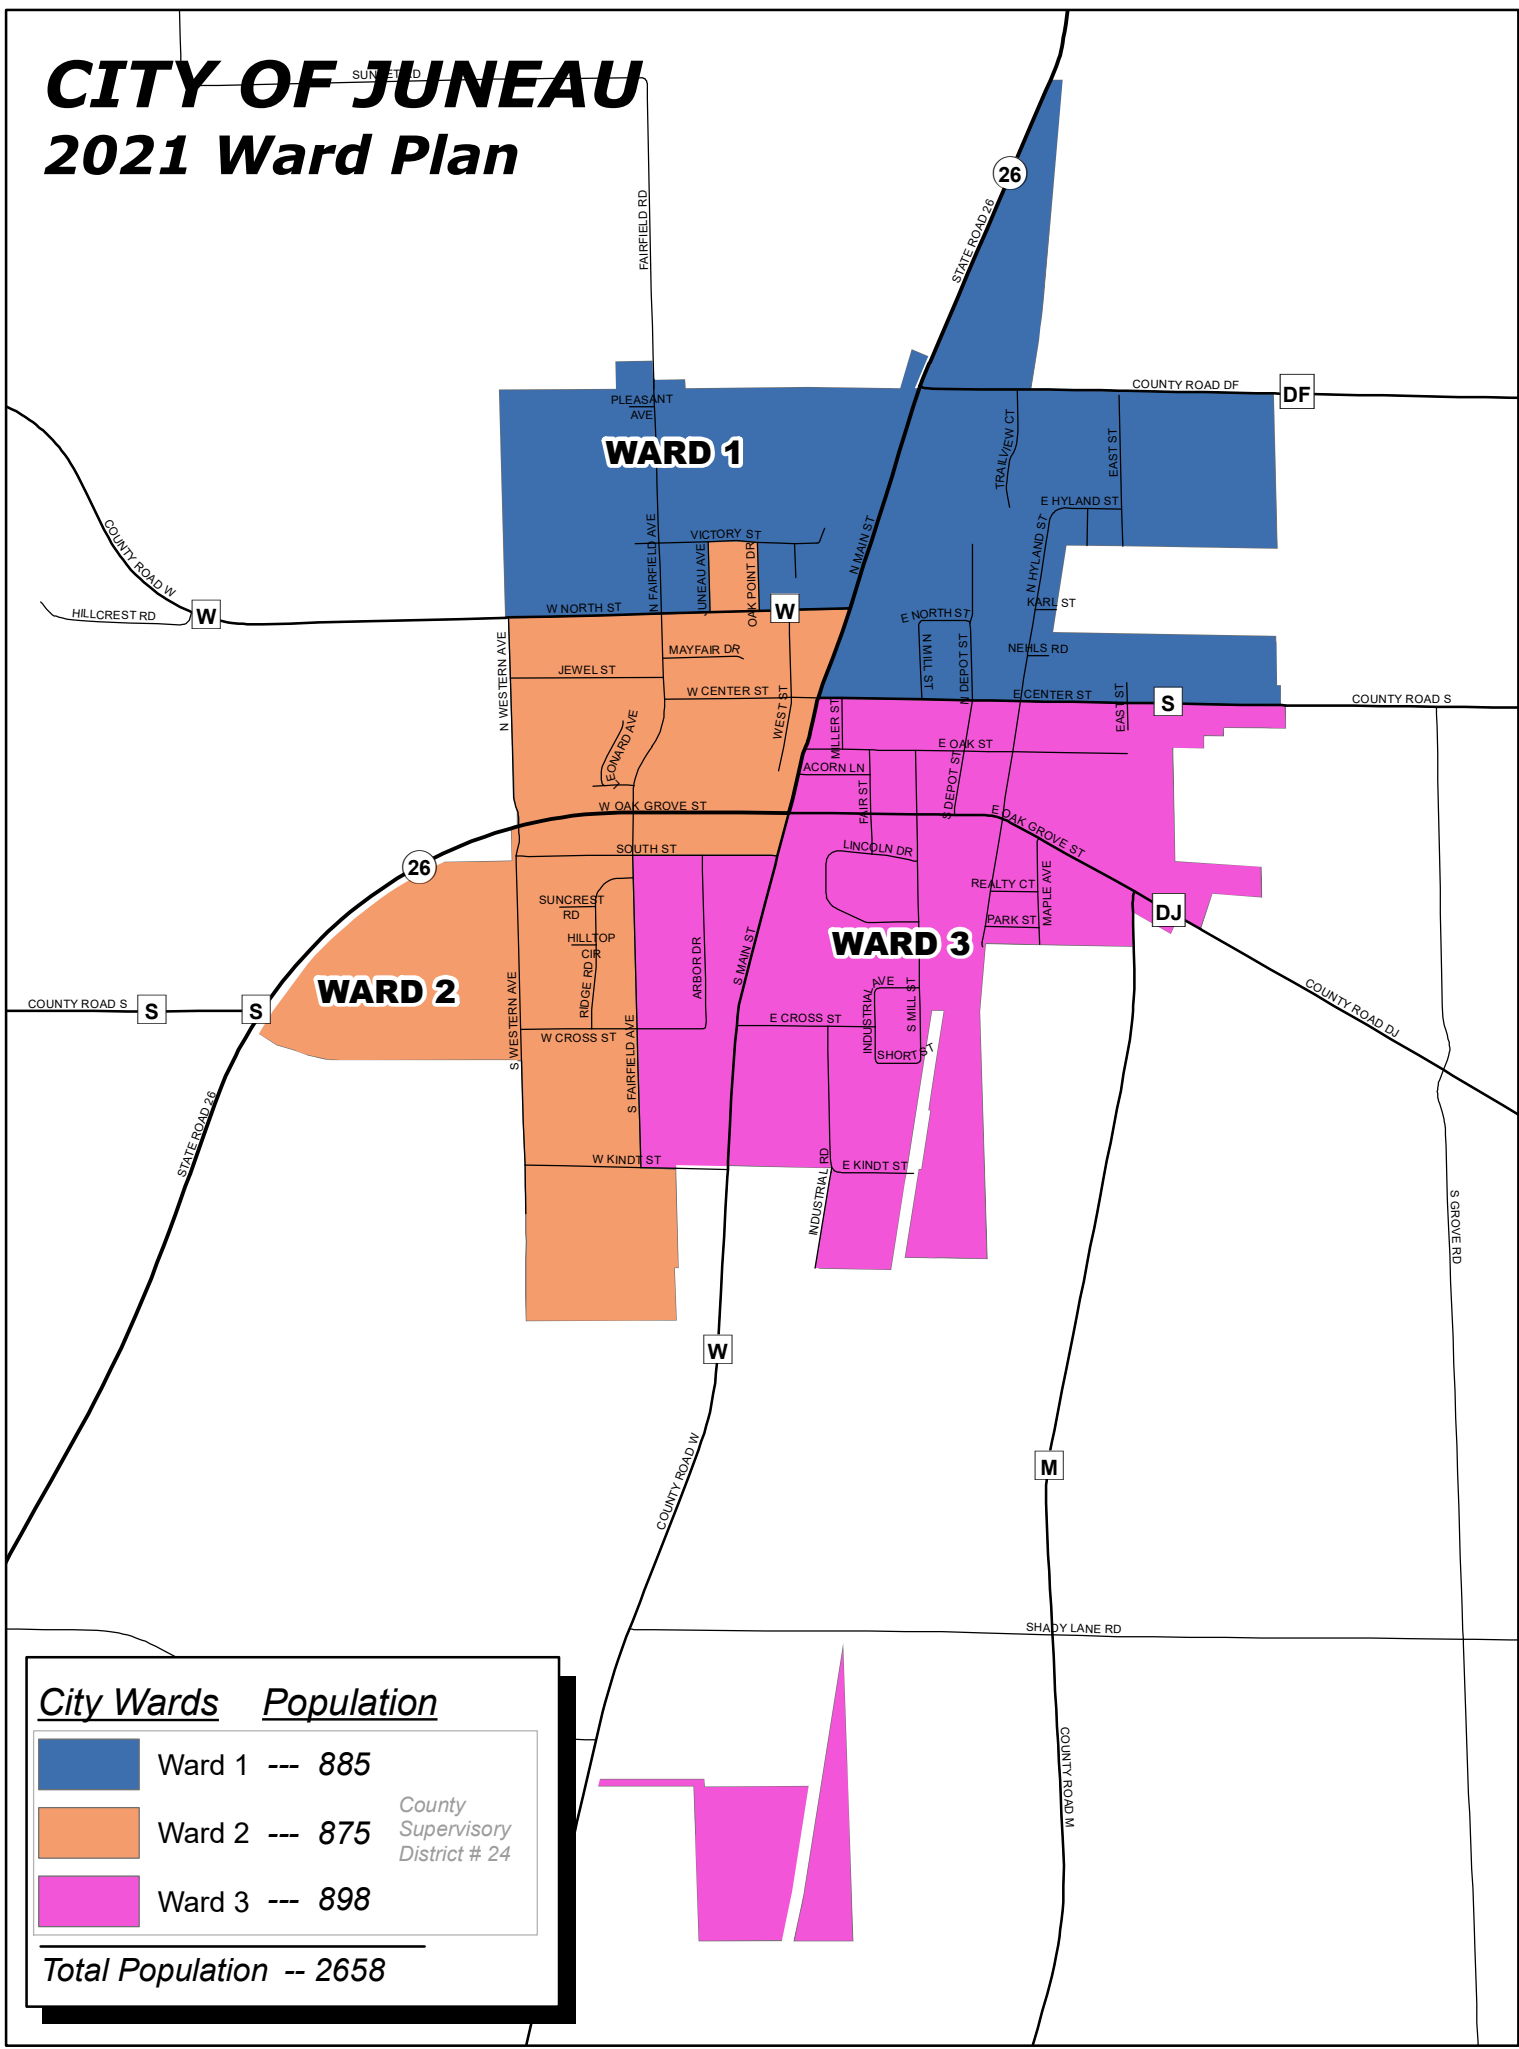 CITY OF JUNEAU
2021 Ward Plan
SUNSET RD
FAIRFIELD RD
26
STATE ROAD 26
COUNTY ROAD DF
DF
PLEASANT
AVE
WARD 1
TRAILVIEW CT
EAST ST
E HYLAND ST
N HYLAND ST
N MAIN ST
VICTORY ST
N FAIRFIELD AVE
JUNEAU AVE
OAK POINT DR
COUNTY ROAD W
HILLCREST RD
W
W NORTH ST
W
E NORTH ST
KARL ST
NEHLS RD
N MILL ST
N DEPOT ST
N WESTERN AVE
MAYFAIR DR
JEWEL ST
W CENTER ST
WEST ST
E CENTER ST
EAST ST
S
COUNTY ROAD S
MILLER ST
E OAK ST
LEONARD AVE
ACORN LN
FAIR ST
S DEPOT ST
W OAK GROVE ST
E OAK GROVE ST
SOUTH ST
LINCOLN DR
26
REALTY CT
MAPLE AVE
PARK ST
DJ
SUNCREST
RD
HILLTOP
CIR
RIDGE RD
ARBOR DR
S MAIN ST
WARD 3
WARD 2
S WESTERN AVE
COUNTY ROAD S
S
S
INDUSTRIAL AVE
S MILL ST
E CROSS ST
W CROSS ST
SHORT ST
S FAIRFIELD AVE
COUNTY ROAD DJ
STATE ROAD 26
W KINDT ST
E KINDT ST
INDUSTRIAL RD
S GROVE RD
W
COUNTY ROAD W
M
SHADY LANE RD
COUNTY ROAD M
City Wards Population
Ward 1 --- 885
Ward 2 --- 875
Ward 3 --- 898
County
Supervisory
District # 24
Total Population -- 2658